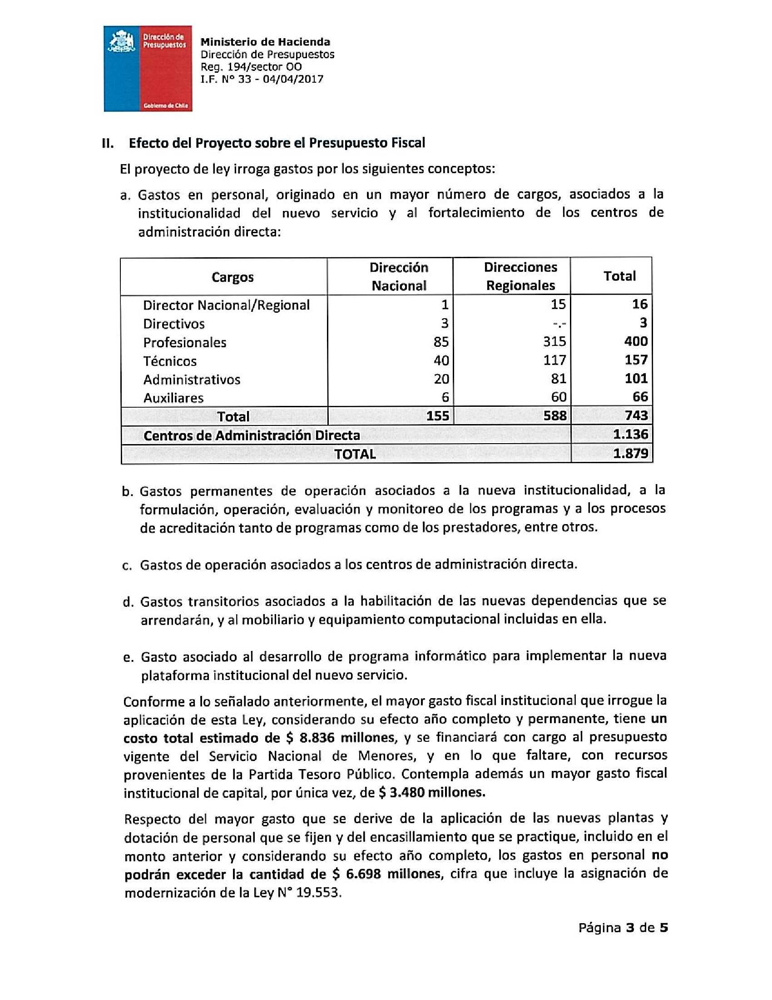 Dirección de
Presupuestos
Gobierno de Chile
Ministerio de Hacienda
Dirección de Presupuestos
Reg. 194/sector OO
I.F. Nº 33 - 04/04/2017
II. Efecto del Proyecto sobre el Presupuesto Fiscal
El proyecto de ley irroga gastos por los siguientes conceptos:
a. Gastos en personal, originado en un mayor número de cargos, asociados a la
institucionalidad del nuevo servicio y al fortalecimiento de los centros de
administración directa:
Cargos Dirección Nacional Direcciones Regionales Total
Director Nacional/Regional 1 15 16
Directivos 3 -.- 3
Profesionales 85 315 400
Técnicos 40 117 157
Administrativos 20 81 101
Auxiliares 6 60 66
Total 155 588 743
Centros de Administración Directa 1.136
TOTAL 1.879
b. Gastos permanentes de operación asociados a la nueva institucionalidad, a la
formulación, operación, evaluación y monitoreo de los programas y a los procesos
de acreditación tanto de programas como de los prestadores, entre otros.
c. Gastos de operación asociados a los centros de administración directa.
d. Gastos transitorios asociados a la habilitación de las nuevas dependencias que se
arrendarán, y al mobiliario y equipamiento computacional incluidas en ella.
e. Gasto asociado al desarrollo de programa informático para implementar la nueva
plataforma institucional del nuevo servicio.
Conforme a lo señalado anteriormente, el mayor gasto fiscal institucional que irrogue la
aplicación de esta Ley, considerando su efecto año completo y permanente, tiene un
costo total estimado de $ 8.836 millones, y se financiará con cargo al presupuesto
vigente del Servicio Nacional de Menores, y en lo que faltare, con recursos
provenientes de la Partida Tesoro Público. Contempla además un mayor gasto fiscal
institucional de capital, por única vez, de $ 3.480 millones.
Respecto del mayor gasto que se derive de la aplicación de las nuevas plantas y
dotación de personal que se fijen y del encasillamiento que se practique, incluido en el
monto anterior y considerando su efecto año completo, los gastos en personal no
podrán exceder la cantidad de $ 6.698 millones, cifra que incluye la asignación de
modernización de la Ley N° 19.553.
Página 3 de 5